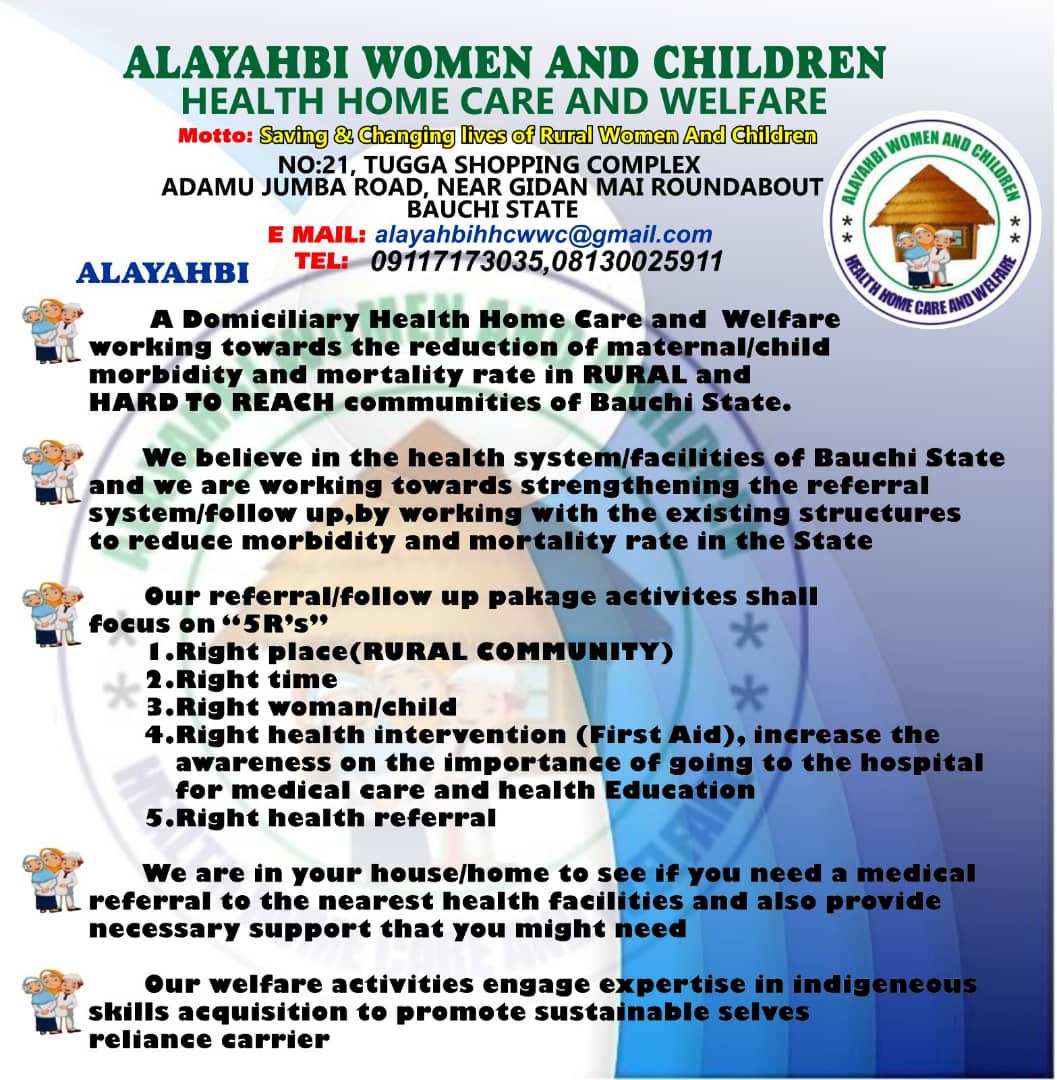 ALAYAHBI WOMEN AND CHILDREN
HEALTH HOME CARE AND WELFARE
Motto: Saving & Changing lives of Rural Women And Children
NO:21, TUGGA SHOPPING COMPLEX
ADAMU JUMBA ROAD, NEAR GIDAN MAI ROUNDABOUT
BAUCHI STATE
E MAIL: alayahbihhcwwc@gmail.com
TEL: 09117173035,08130025911
ALAYAHBI WOMEN AND CHILDREN
HEALTH HOME CARE AND WELFARE
ALAYAHBI
A Domiciliary Health Home Care and Welfare
working towards the reduction of maternal/child
morbidity and mortality rate in RURAL and
HARD TO REACH communities of Bauchi State.
We believe in the health system/facilities of Bauchi State
and we are working towards strengthening the referral
system/follow up,by working with the existing structures
to reduce morbidity and mortality rate in the State
Our referral/follow up pakage activites shall
focus on “5R’s”
1.Right place(RURAL COMMUNITY)
2.Right time
3.Right woman/child
4.Right health intervention (First Aid), increase the
awareness on the importance of going to the hospital
for medical care and health Education
5.Right health referral
We are in your house/home to see if you need a medical
referral to the nearest health facilities and also provide
necessary support that you might need
Our welfare activities engage expertise in indigeneous
skills acquisition to promote sustainable selves
reliance carrier
ALAYAHBI WOMEN AND CHILDREN
HEALTH HOME CARE AND WELFARE